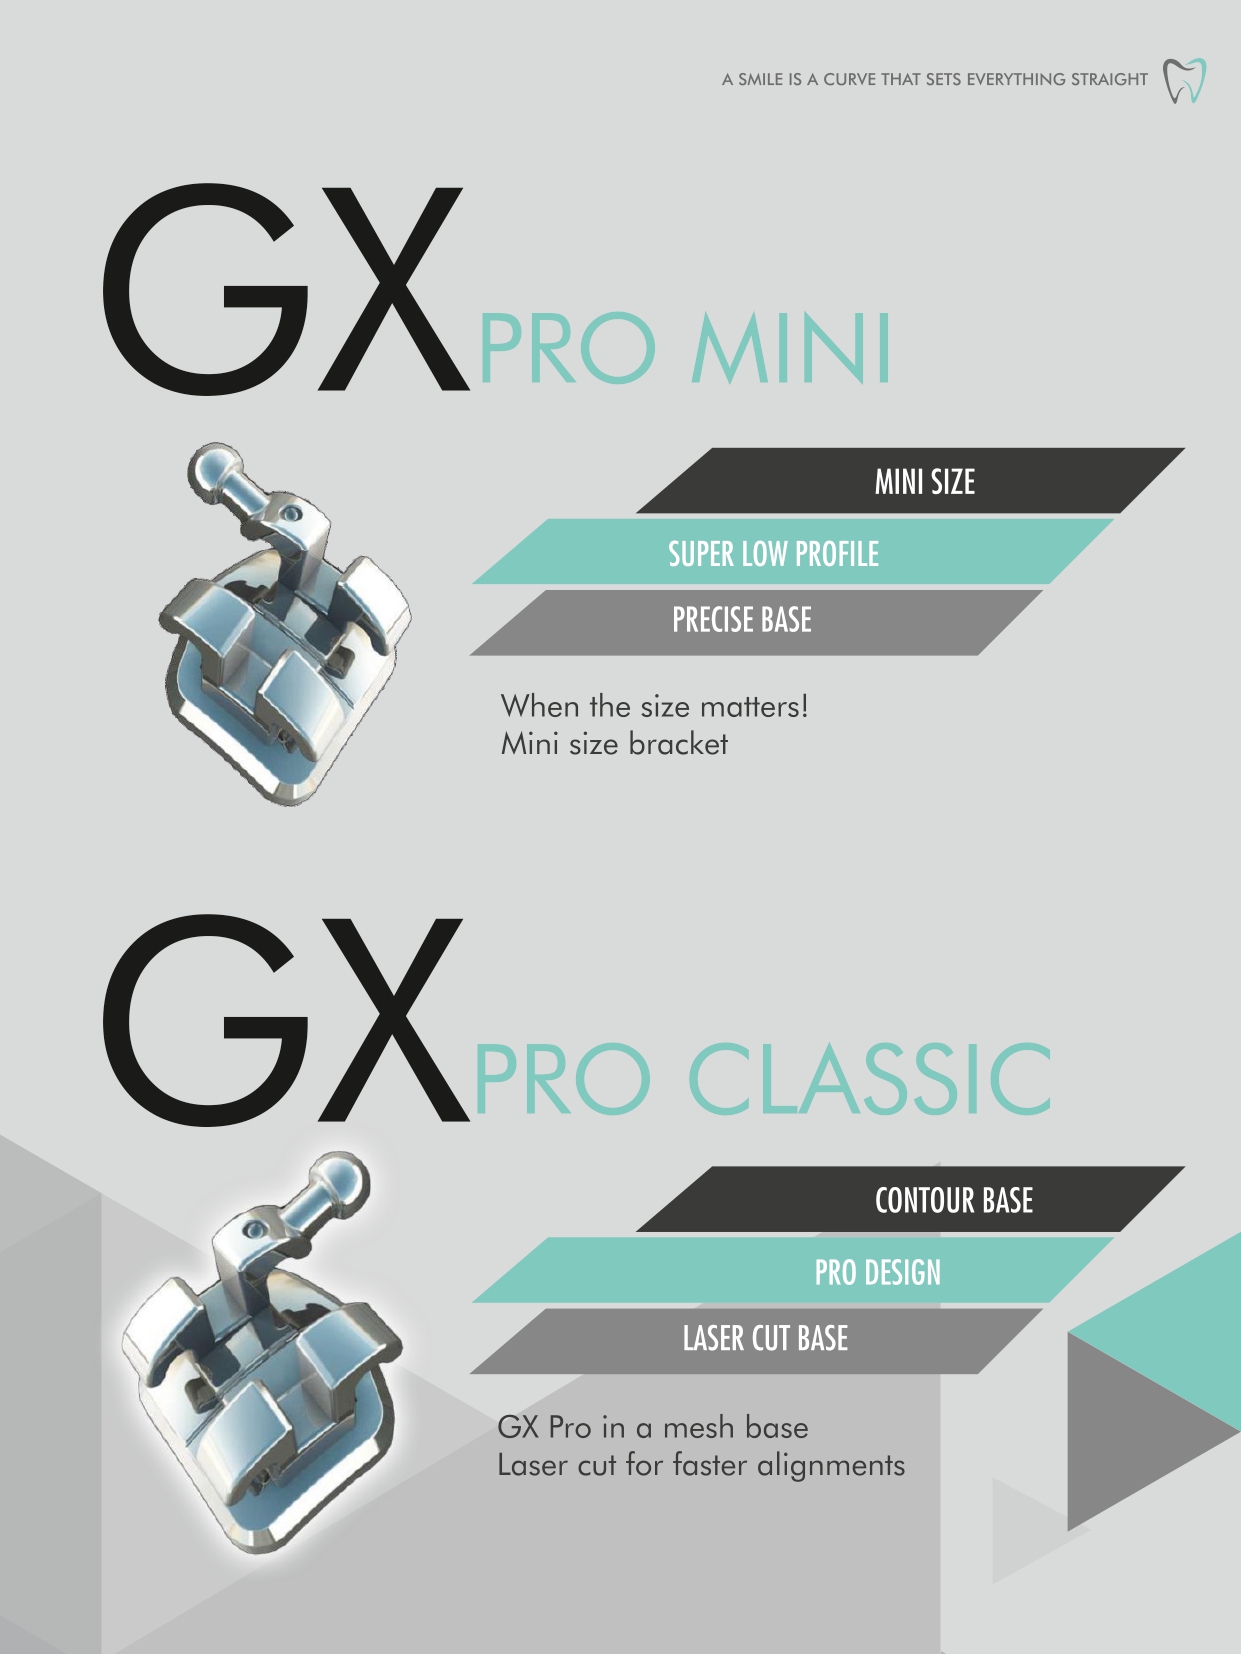 A SMILE IS A CURVE THAT SETS EVERYTHING STRAIGHT
GX PRO MINI
MINI SIZE
SUPER LOW PROFILE
PRECISE BASE
When the size matters!
Mini size bracket
GX PRO CLASSIC
CONTOUR BASE
PRO DESIGN
LASER CUT BASE
GX Pro in a mesh base
Laser cut for faster alignments